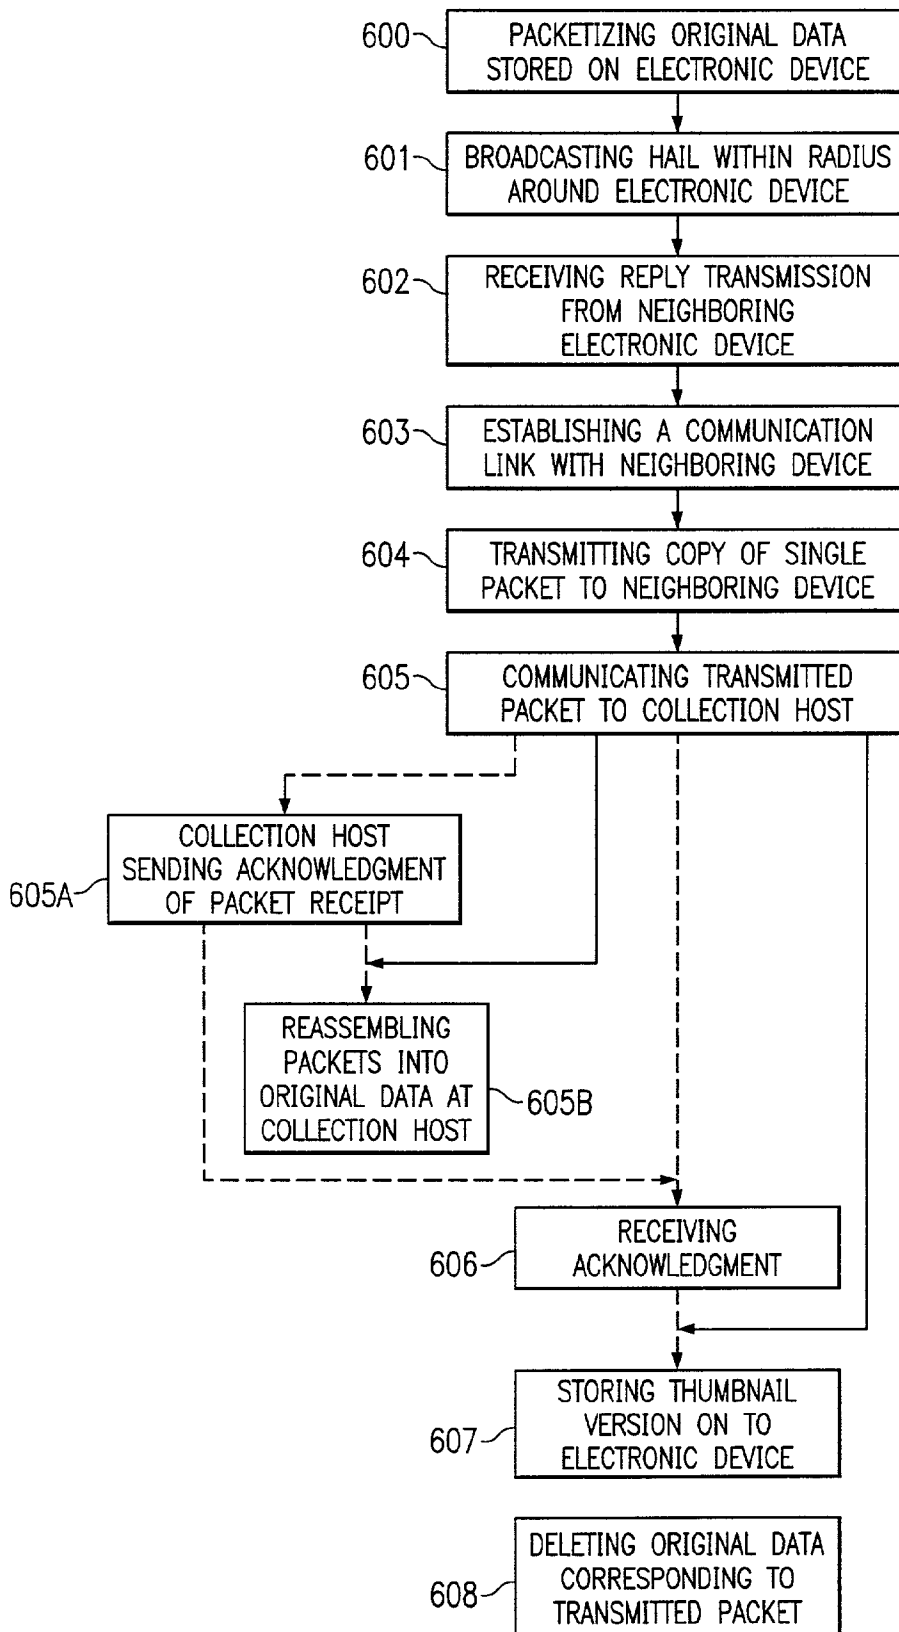 600
PACKETIZING ORIGINAL DATA
STORED ON ELECTRONIC DEVICE
601
BROADCASTING HAIL WITHIN RADIUS
AROUND ELECTRONIC DEVICE
602
RECEIVING REPLY TRANSMISSION
FROM NEIGHBORING
ELECTRONIC DEVICE
603
ESTABLISHING A COMMUNICATION
LINK WITH NEIGHBORING DEVICE
604
TRANSMITTING COPY OF SINGLE
PACKET TO NEIGHBORING DEVICE
605
COMMUNICATING TRANSMITTED
PACKET TO COLLECTION HOST
605A
COLLECTION HOST
SENDING ACKNOWLEDGMENT
OF PACKET RECEIPT
REASSEMBLING
PACKETS INTO
ORIGINAL DATA AT
COLLECTION HOST
605B
606
RECEIVING
ACKNOWLEDGMENT
607
STORING THUMBNAIL
VERSION ON TO
ELECTRONIC DEVICE
608
DELETING ORIGINAL DATA
CORRESPONDING TO
TRANSMITTED PACKET